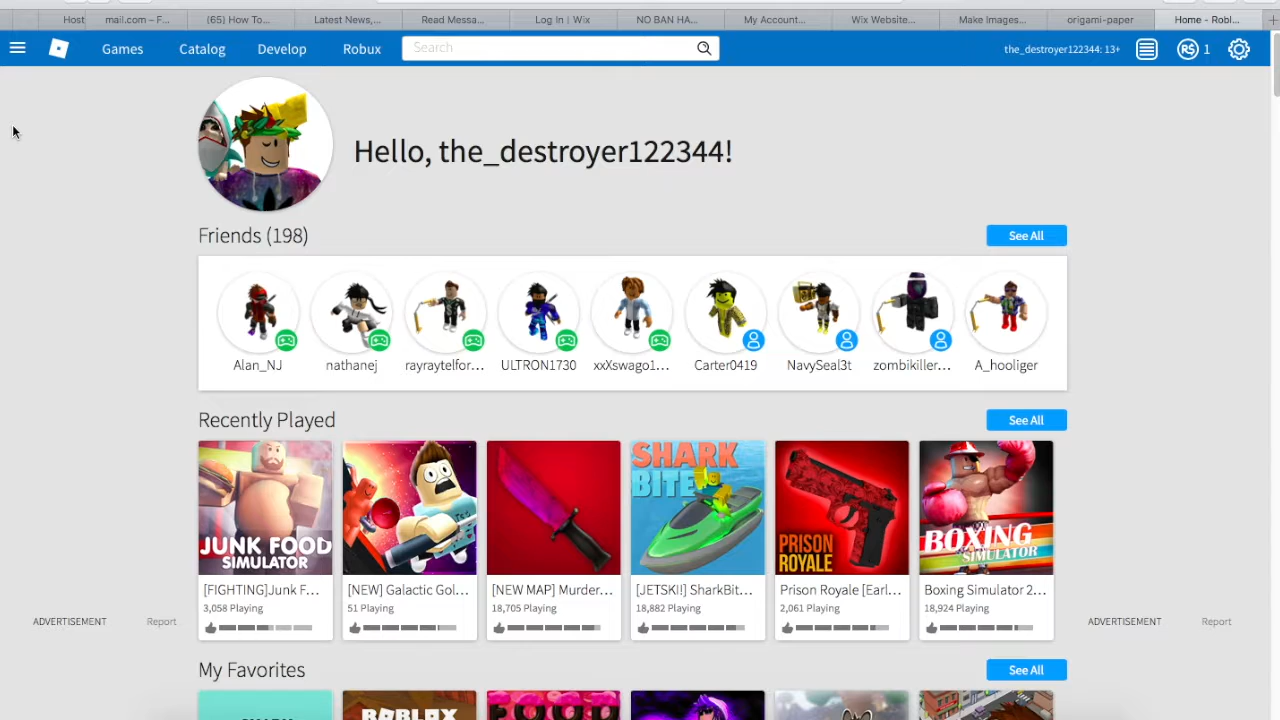 Host
mail.com – F...
(65) How To...
Latest News,...
Read Messa...
Log In | Wix
NO BAN HA...
My Account...
Wix Website...
Make Images...
origami-paper
Home - Robl...
Games
Catalog
Develop
Robux
Search
the_destroyer122344: 13+
R$ 1
Hello, the_destroyer122344!
Friends (198)
See All
Alan_NJ
nathanej
rayraytelfor...
ULTRON1730
xxXswago1...
Carter0419
NavySeal3t
zombikiller...
A_hooliger
Recently Played
See All
JUNK FOOD
SIMULATOR
SHARK
BITE
PRISON
ROYALE
BOXING
SIMULATOR
[FIGHTING]Junk F...
[NEW] Galactic Gol...
[NEW MAP] Murder...
[JETSKI!] SharkBit...
Prison Royale [Earl...
Boxing Simulator 2...
3,058 Playing
51 Playing
18,705 Playing
18,882 Playing
2,061 Playing
18,924 Playing
ADVERTISEMENT
Report
ADVERTISEMENT
Report
My Favorites
See All
ROBLOX